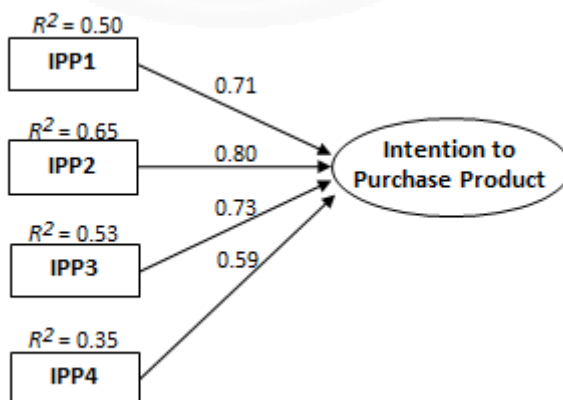 R² = 0.50
IPP1
0.71
R² = 0.65
IPP2
0.80
Intention to
Purchase Product
R² = 0.53
IPP3
0.73
0.59
R² = 0.35
IPP4